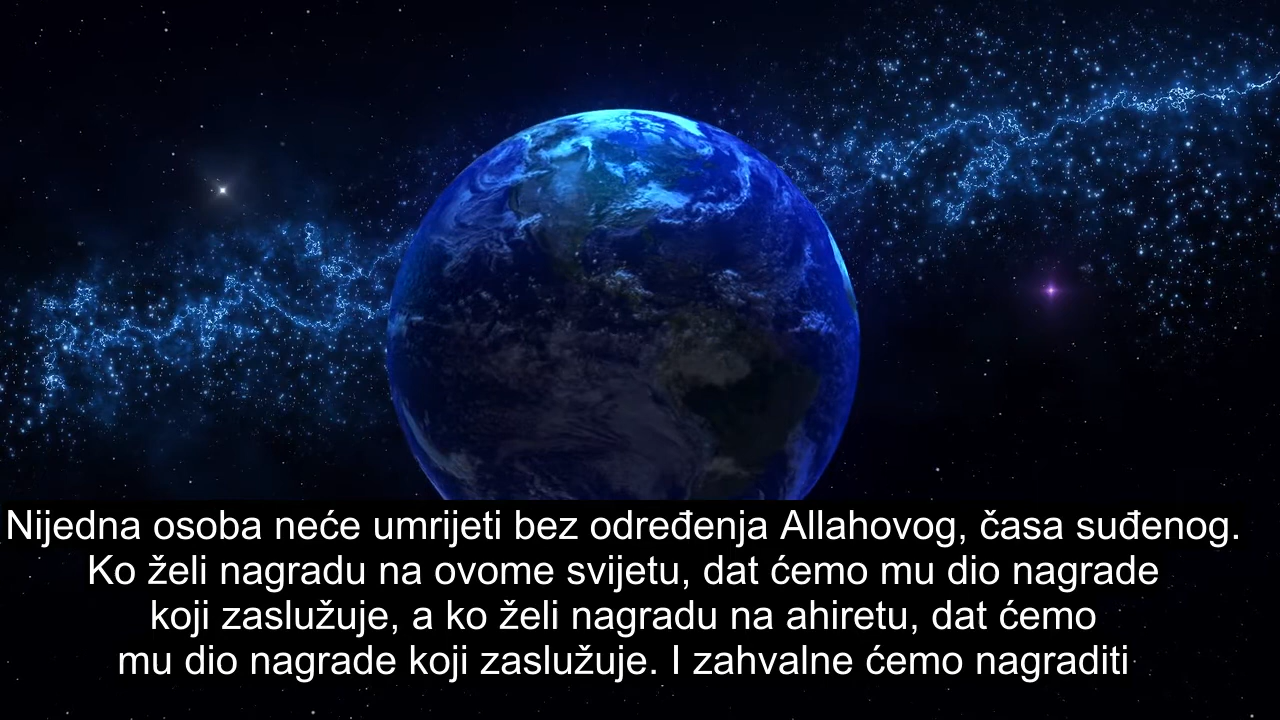 Nijedna osoba neće umrijeti bez određenja Allahovog, časa suđenog.
Ko želi nagradu na ovome svijetu, dat ćemo mu dio nagrade
koji zaslužuje, a ko želi nagradu na ahiretu, dat ćemo
mu dio nagrade koji zaslužuje. I zahvalne ćemo nagraditi